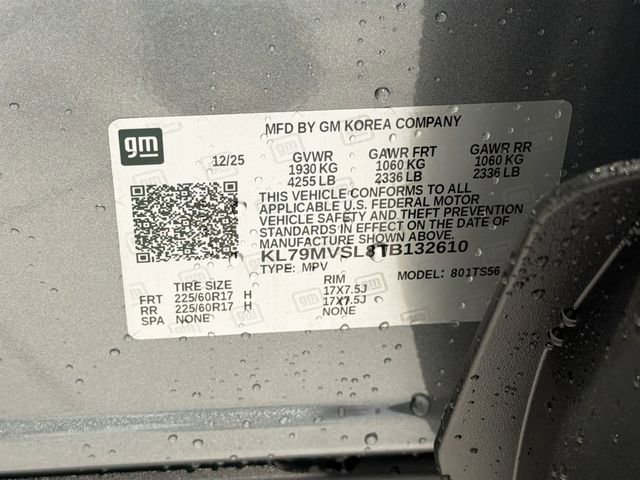 MFD BY GM KOREA COMPANY
gm
12/25 GVWR GAWR FRT GAWR RR
1930 KG 1060 KG 1060 KG
4255 LB 2336 LB 2336 LB
THIS VEHICLE CONFORMS TO ALL
APPLICABLE U.S. FEDERAL MOTOR
VEHICLE SAFETY AND THEFT PREVENTION
STANDARDS IN EFFECT ON THE DATE OF
MANUFACTURE SHOWN ABOVE.
KL79MVSL8TB132610
TYPE: MPV MODEL: 801TS56
TIRE SIZE RIM
FRT 225/60R17 H 17X7.5J
RR 225/60R17 H 17X7.5J
SPA NONE NONE